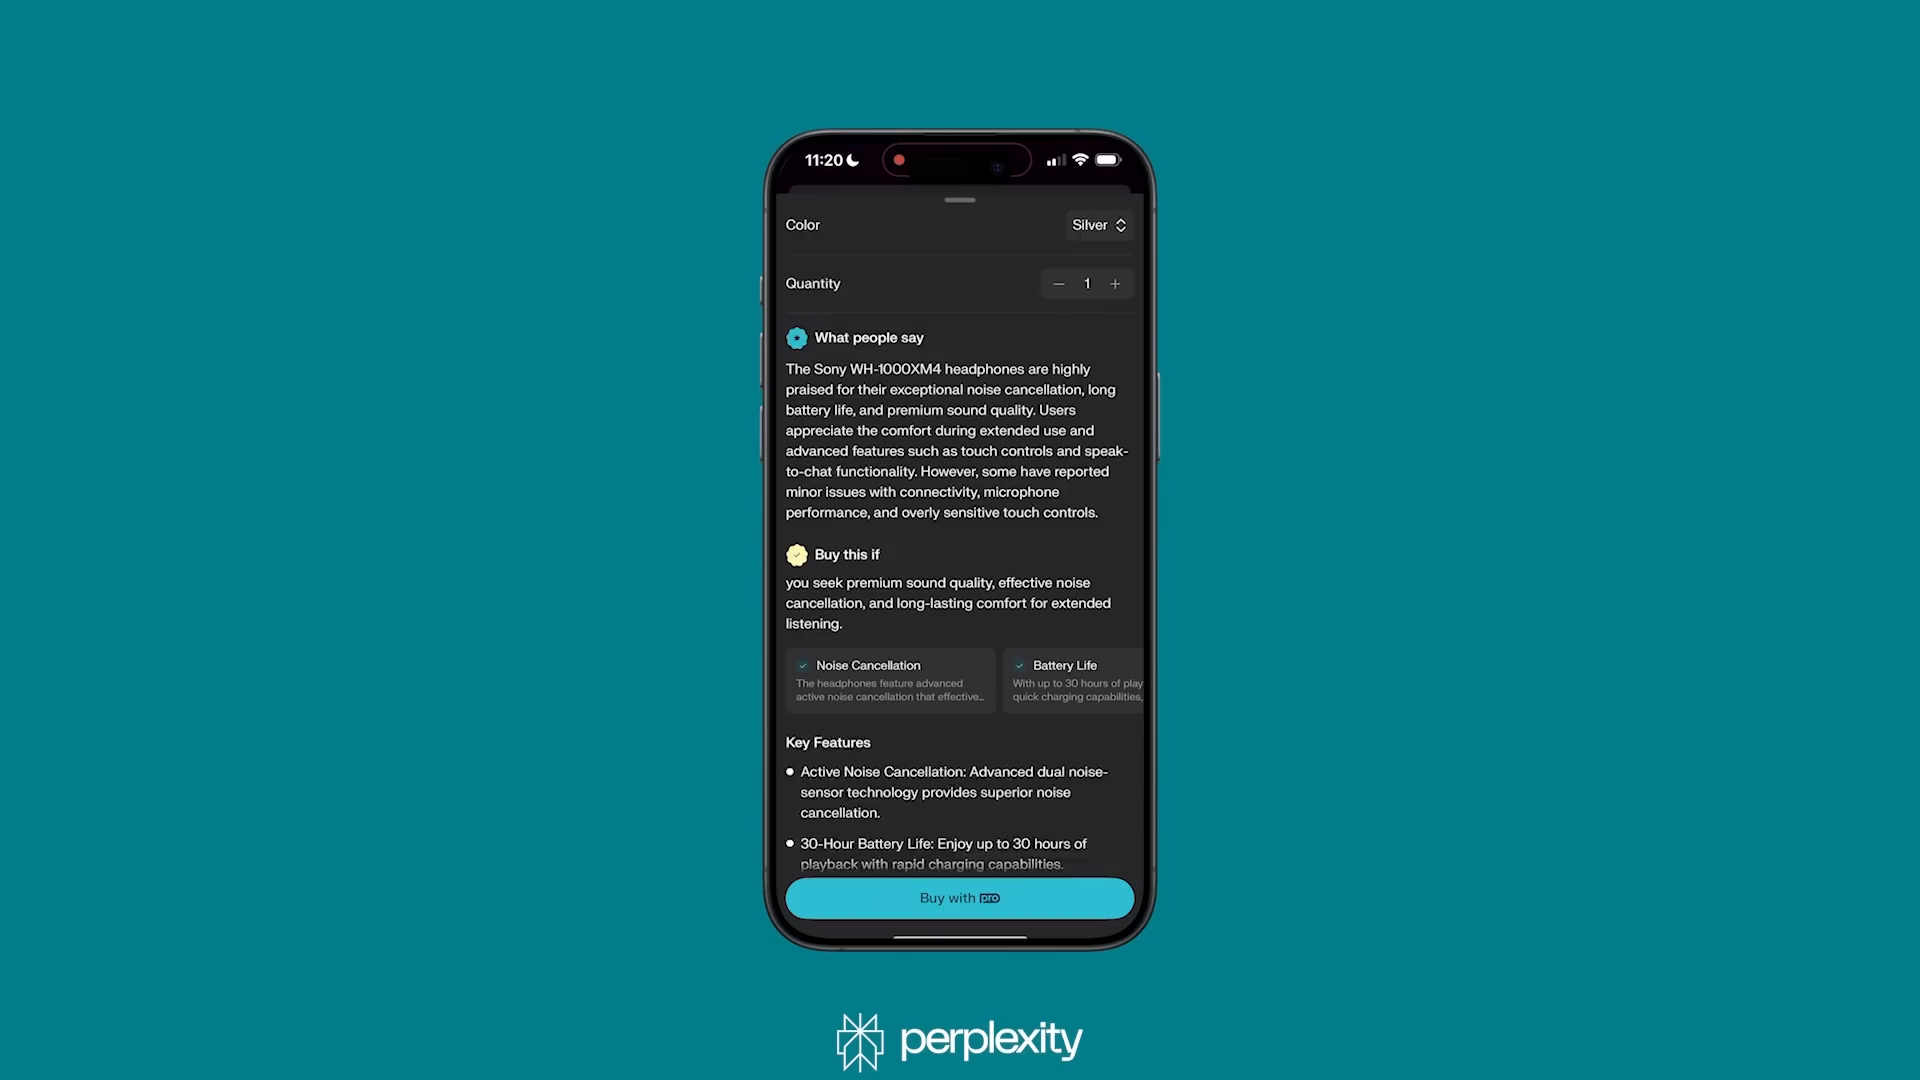 11:20
Color
Silver
Quantity
1
What people say
The Sony WH-1000XM4 headphones are highly
praised for their exceptional noise cancellation, long
battery life, and premium sound quality. Users
appreciate the comfort during extended use and
advanced features such as touch controls and speak-
to-chat functionality. However, some have reported
minor issues with connectivity, microphone
performance, and overly sensitive touch controls.
Buy this if
you seek premium sound quality, effective noise
cancellation, and long-lasting comfort for extended
listening.
Noise Cancellation
The headphones feature advanced
active noise cancellation that effective…
Battery Life
With up to 30 hours of play
quick charging capabilities,
Key Features
Active Noise Cancellation: Advanced dual noise-
sensor technology provides superior noise
cancellation.
30-Hour Battery Life: Enjoy up to 30 hours of
playback with rapid charging capabilities.
Buy with pro
perplexity